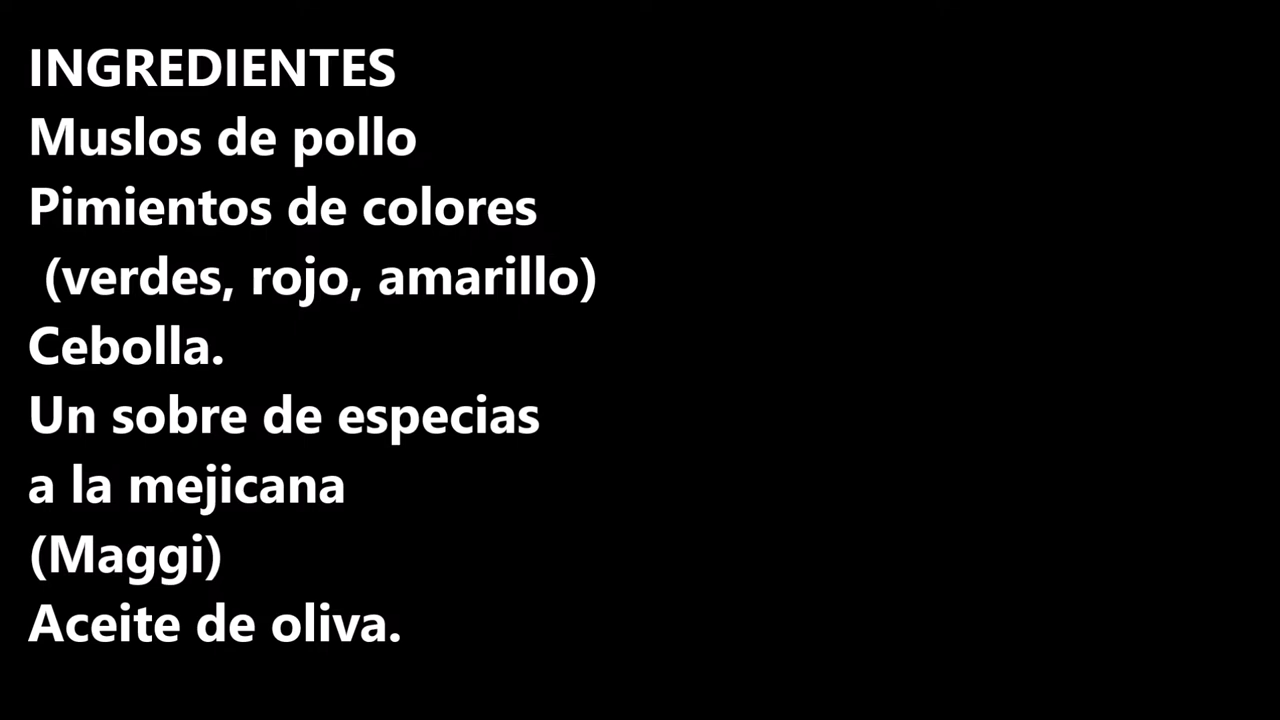 INGREDIENTES
Muslos de pollo
Pimientos de colores
(verdes, rojo, amarillo)
Cebolla.
Un sobre de especias
a la mejicana
(Maggi)
Aceite de oliva.